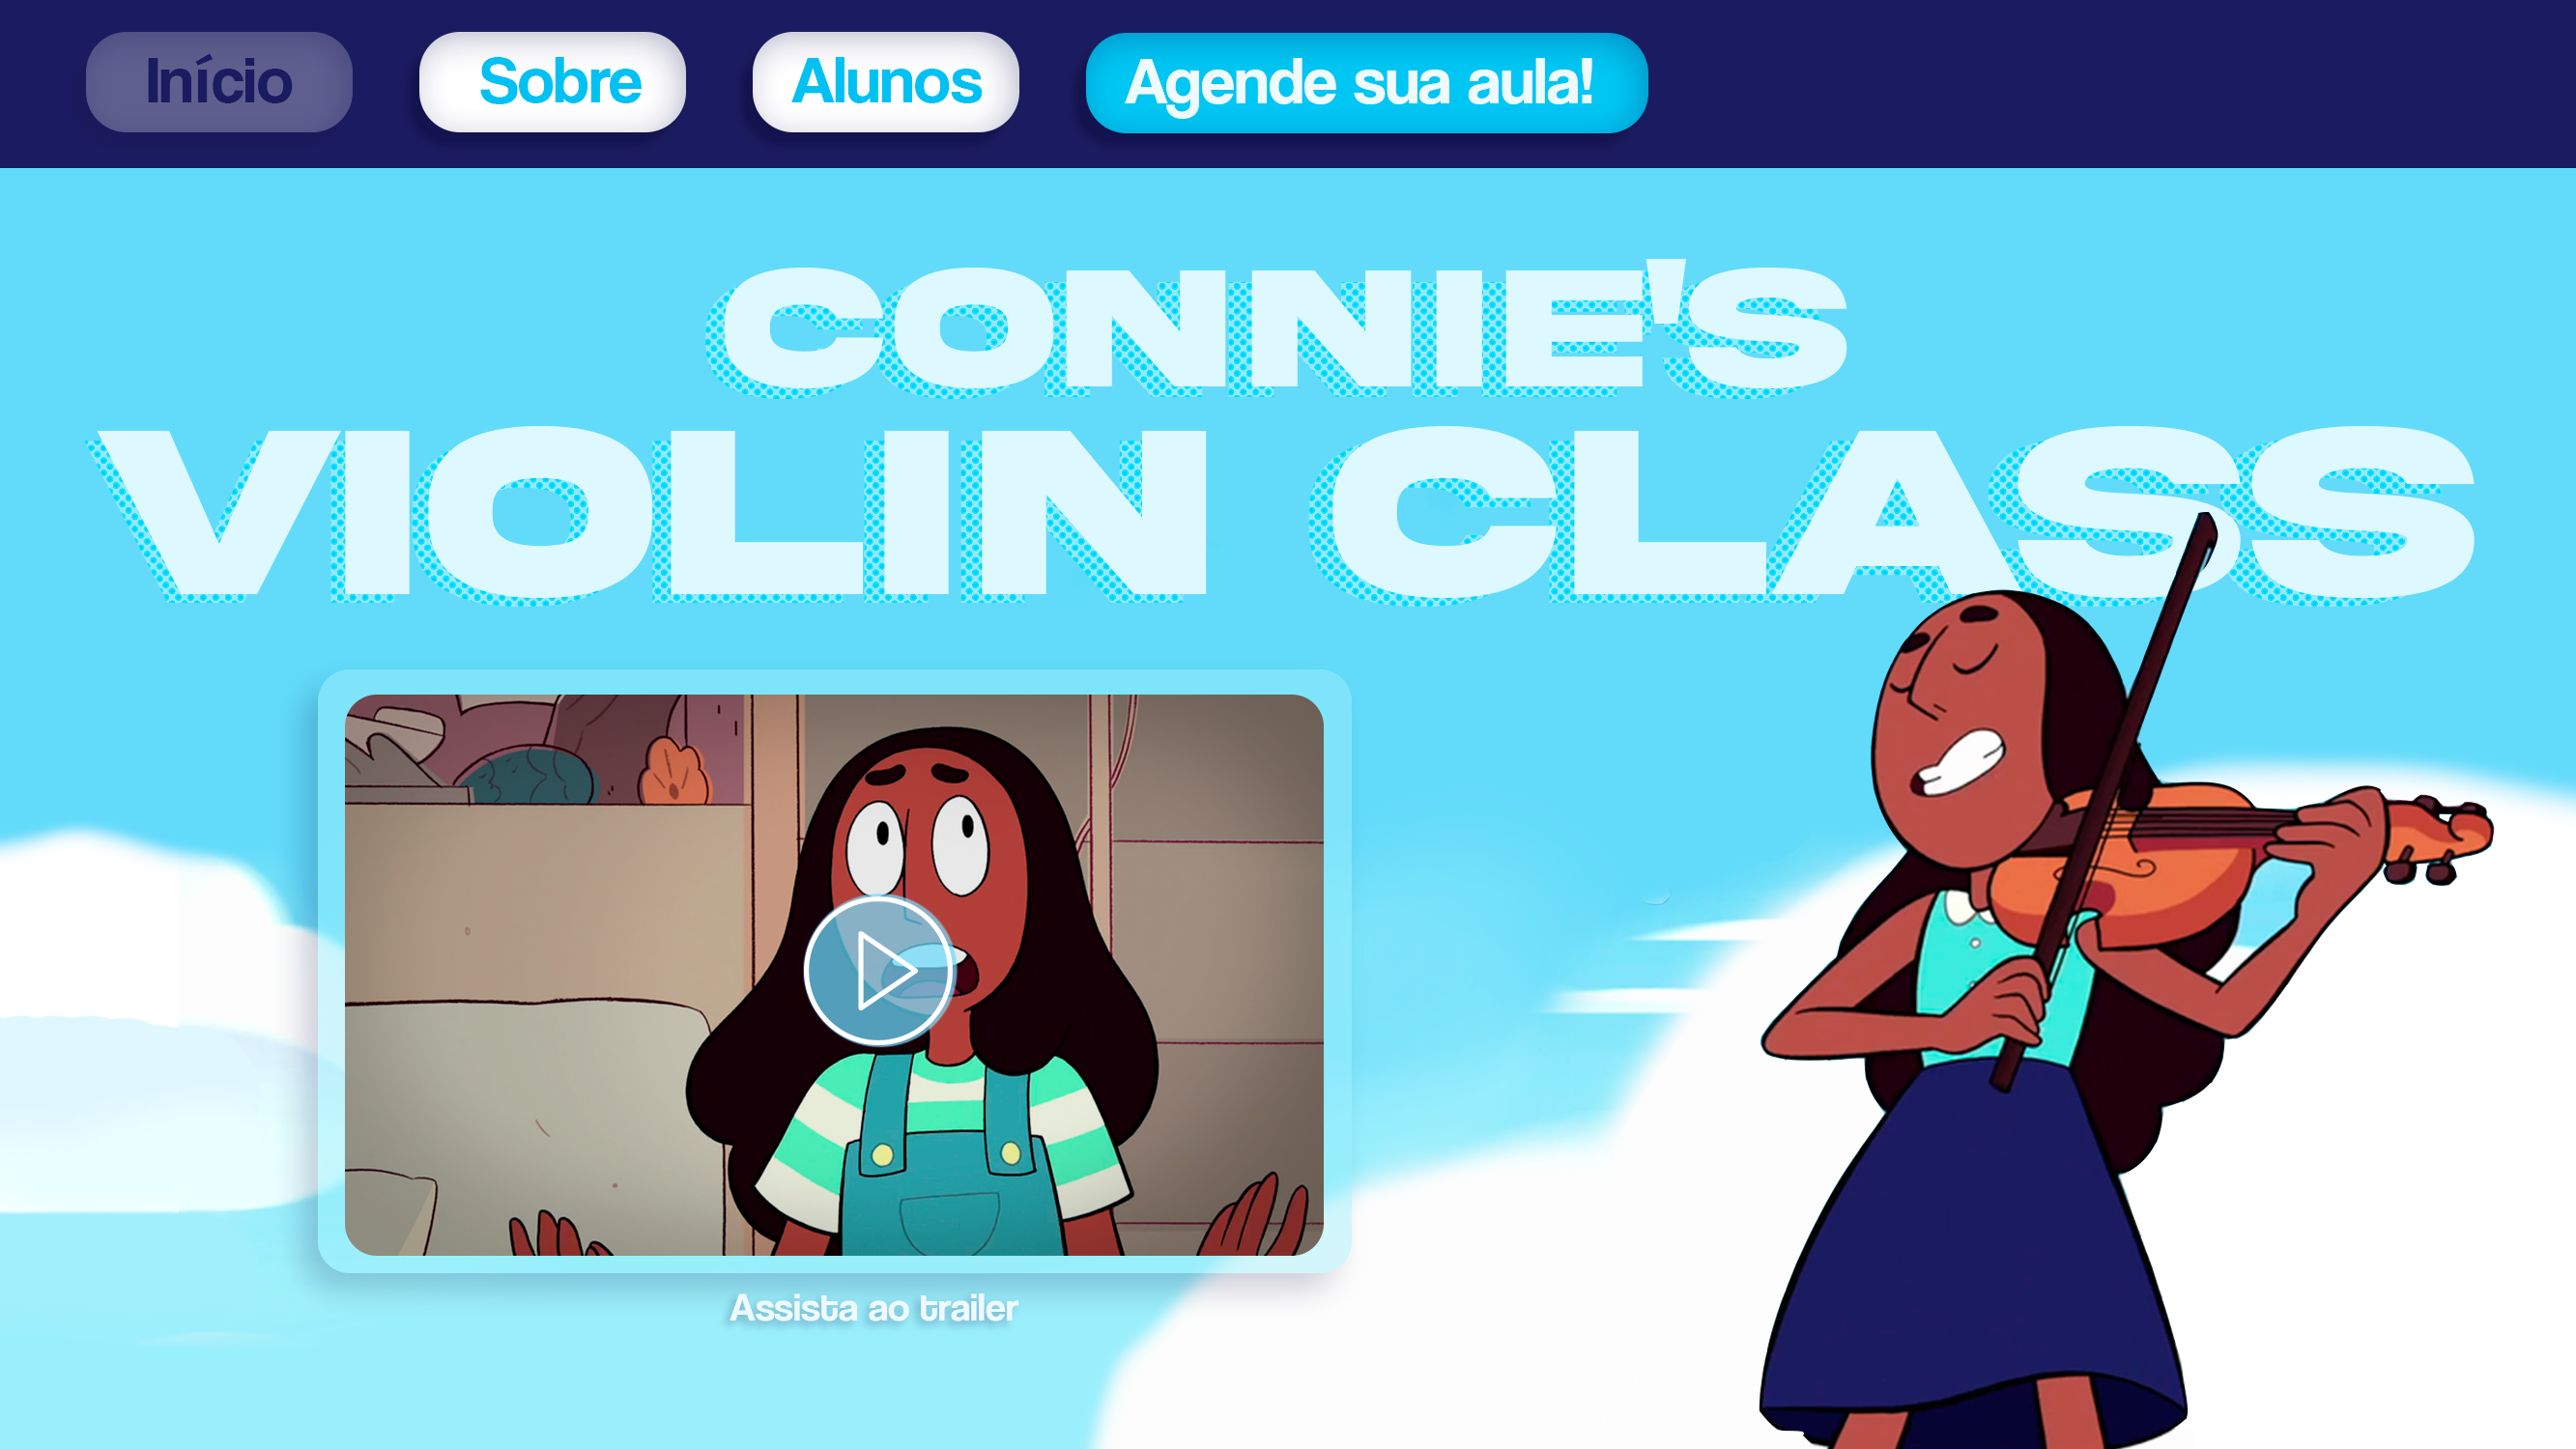 Início
Sobre
Alunos
Agende sua aula!
CONNIE'S
VIOLIN CLASS
Assista ao trailer